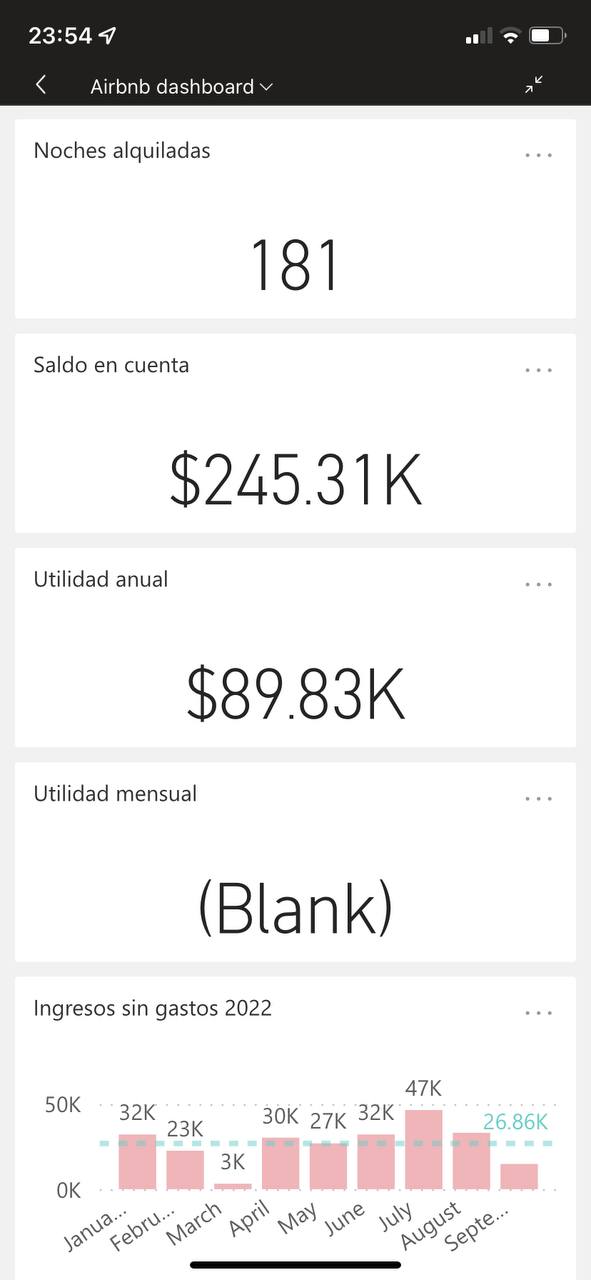 23:54
Airbnb dashboard
Noches alquiladas
...
181
Saldo en cuenta
...
$245.31K
Utilidad anual
...
$89.83K
Utilidad mensual
...
(Blank)
Ingresos sin gastos 2022
...
50K
0K
32K
23K
3K
30K
27K
32K
47K
26.86K
Janua...
Febru...
March
April
May
June
July
August
Septe...